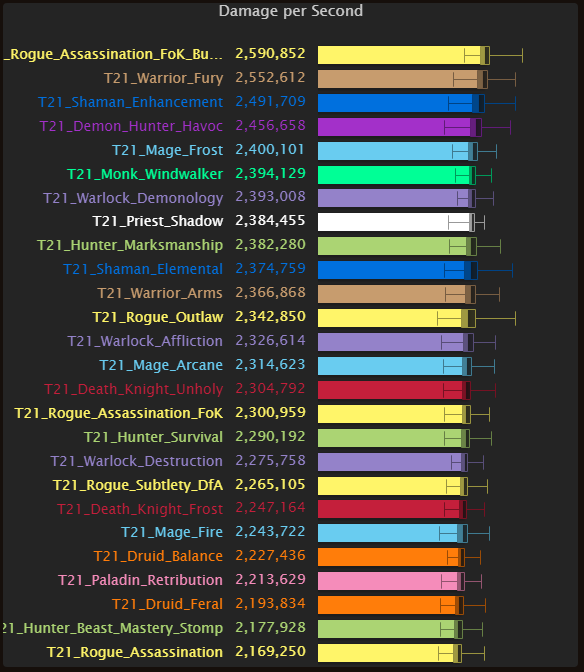 Damage per Second
_Rogue_Assassination_FoK_Bu... 2,590,852
T21_Warrior_Fury 2,552,612
T21_Shaman_Enhancement 2,491,709
T21_Demon_Hunter_Havoc 2,456,658
T21_Mage_Frost 2,400,101
T21_Monk_Windwalker 2,394,129
T21_Warlock_Demonology 2,393,008
T21_Priest_Shadow 2,384,455
T21_Hunter_Marksmanship 2,382,280
T21_Shaman_Elemental 2,374,759
T21_Warrior_Arms 2,366,868
T21_Rogue_Outlaw 2,342,850
T21_Warlock_Affliction 2,326,614
T21_Mage_Arcane 2,314,623
T21_Death_Knight_Unholy 2,304,792
T21_Rogue_Assassination_FoK 2,300,959
T21_Hunter_Survival 2,290,192
T21_Warlock_Destruction 2,275,758
T21_Rogue_Subtlety_DfA 2,265,105
T21_Death_Knight_Frost 2,247,164
T21_Mage_Fire 2,243,722
T21_Druid_Balance 2,227,436
T21_Paladin_Retribution 2,213,629
T21_Druid_Feral 2,193,834
21_Hunter_Beast_Mastery_Stomp 2,177,928
T21_Rogue_Assassination 2,169,250